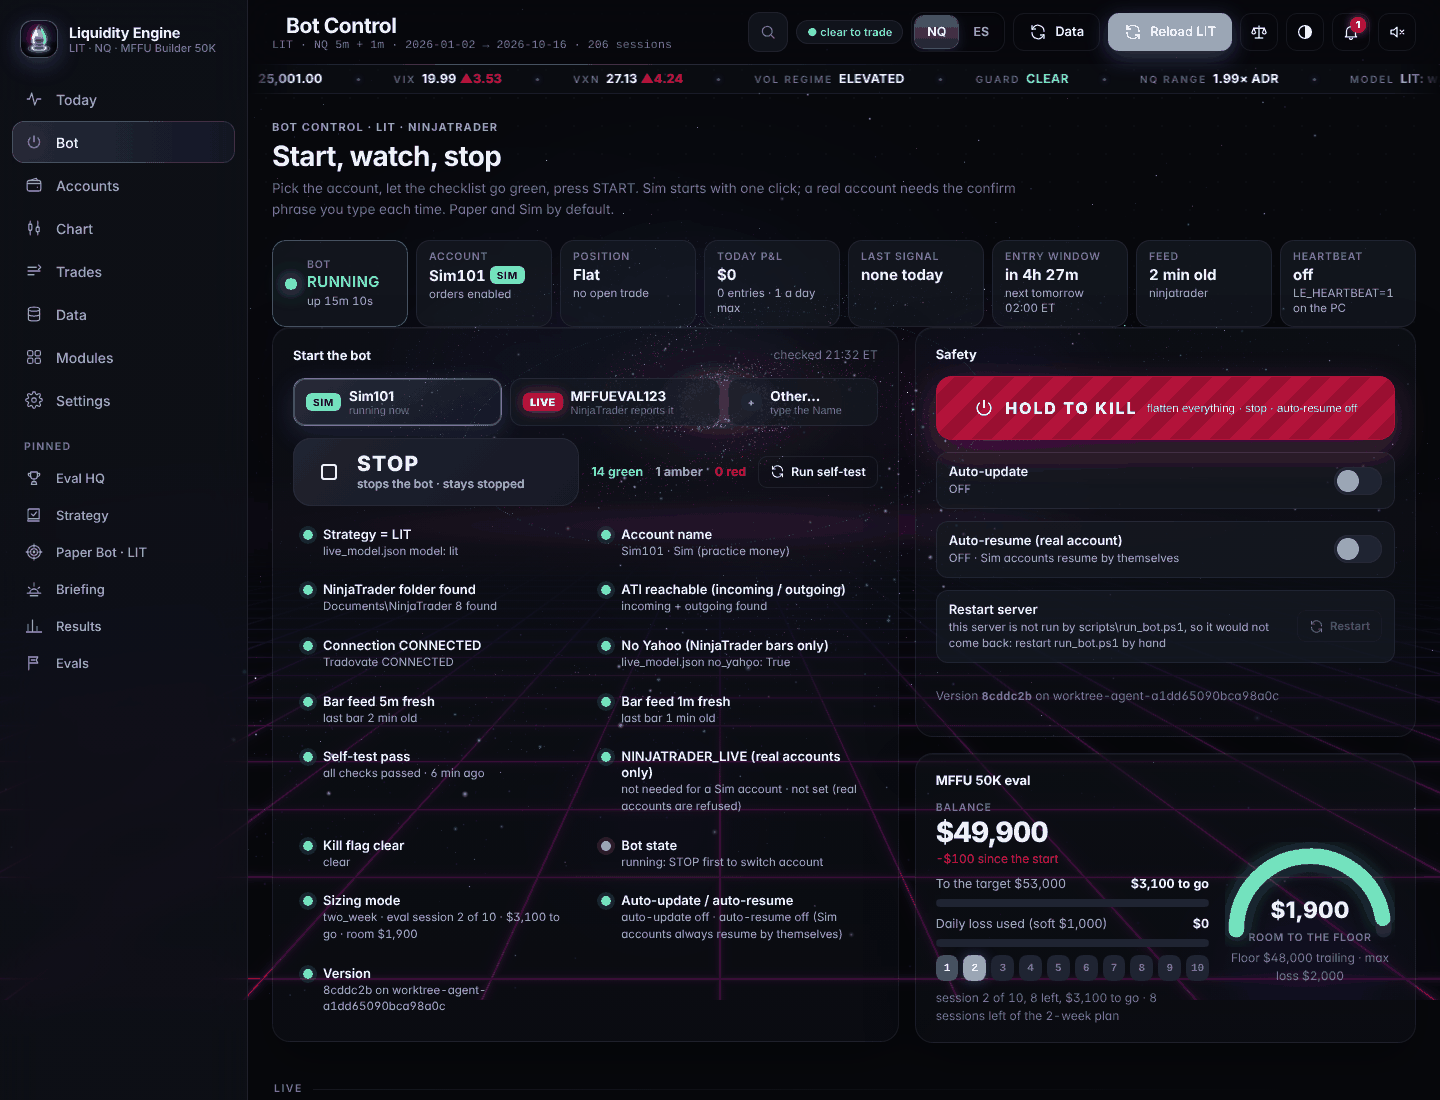 Liquidity Engine
LIT · NQ · MFFU Builder 50K
Today
Bot
Accounts
Chart
Trades
Data
Modules
Settings
PINNED
Eval HQ
Strategy
Paper Bot · LIT
Briefing
Results
Evals
Bot Control
LIT · NQ 5m + 1m · 2026-01-02 → 2026-10-16 · 206 sessions
clear to trade
NQ
ES
Data
Reload LIT
1
25,001.00 • VIX 19.99 ▲3.53 • VXN 27.13 ▲4.24 • VOL REGIME ELEVATED • GUARD CLEAR • NQ RANGE 1.99× ADR • MODEL LIT:
BOT CONTROL · LIT · NINJATRADER
Start, watch, stop
Pick the account, let the checklist go green, press START. Sim starts with one click; a real account needs the confirm
phrase you type each time. Paper and Sim by default.
BOT
RUNNING
up 15m 10s
ACCOUNT
Sim101 SIM
orders enabled
POSITION
Flat
no open trade
TODAY P&L
$0
0 entries · 1 a day
max
LAST SIGNAL
none today
ENTRY WINDOW
in 4h 27m
next tomorrow
02:00 ET
FEED
2 min old
ninjatrader
HEARTBEAT
off
LE_HEARTBEAT=1
on the PC
Start the bot
checked 21:32 ET
SIM
Sim101
running now
LIVE
MFFUEVAL123
NinjaTrader reports it
+
Other...
type the Name
STOP
stops the bot · stays stopped
14 green 1 amber 0 red
Run self-test
Strategy = LIT
live_model.json model: lit
Account name
Sim101 · Sim (practice money)
NinjaTrader folder found
Documents\NinjaTrader 8 found
ATI reachable (incoming / outgoing)
incoming + outgoing found
Connection CONNECTED
Tradovate CONNECTED
No Yahoo (NinjaTrader bars only)
live_model.json no_yahoo: True
Bar feed 5m fresh
last bar 2 min old
Bar feed 1m fresh
last bar 1 min old
Self-test pass
all checks passed · 6 min ago
NINJATRADER_LIVE (real accounts
only)
not needed for a Sim account · not set (real
accounts are refused)
Kill flag clear
clear
Bot state
running: STOP first to switch account
Sizing mode
two_week · eval session 2 of 10 · $3,100 to
go · room $1,900
Auto-update / auto-resume
auto-update off · auto-resume off (Sim
accounts always resume by themselves)
Version
8cddc2b on worktree-agent-
a1dd65090bca98a0c
Safety
HOLD TO KILL flatten everything · stop · auto-resume off
Auto-update
OFF
Auto-resume (real account)
OFF · Sim accounts resume by themselves
Restart server
this server is not run by scripts\run_bot.ps1, so it would not
come back: restart run_bot.ps1 by hand
Restart
Version 8cddc2b on worktree-agent-a1dd65090bca98a0c
MFFU 50K eval
BALANCE
$49,900
-$100 since the start
To the target $53,000 $3,100 to go
Daily loss used (soft $1,000) $0
1 2 3 4 5 6 7 8 9 10
session 2 of 10, 8 left, $3,100 to go · 8
sessions left of the 2-week plan
$1,900
ROOM TO THE FLOOR
Floor $48,000 trailing · max
loss $2,000
LIVE